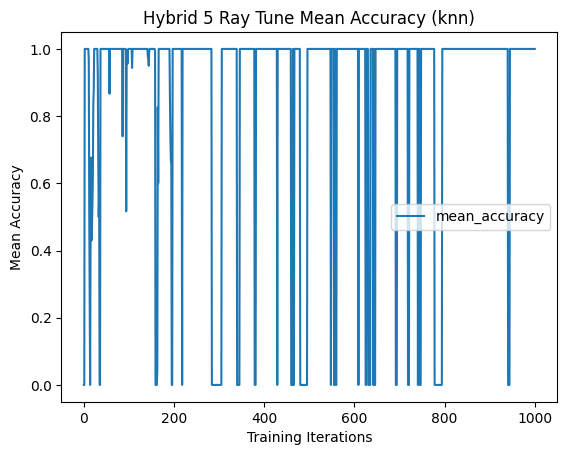 Hybrid 5 Ray Tune Mean Accuracy (knn)
1.0
0.8
0.6
0.4
0.2
0.0
Mean Accuracy
mean_accuracy
0 200 400 600 800 1000
Training Iterations